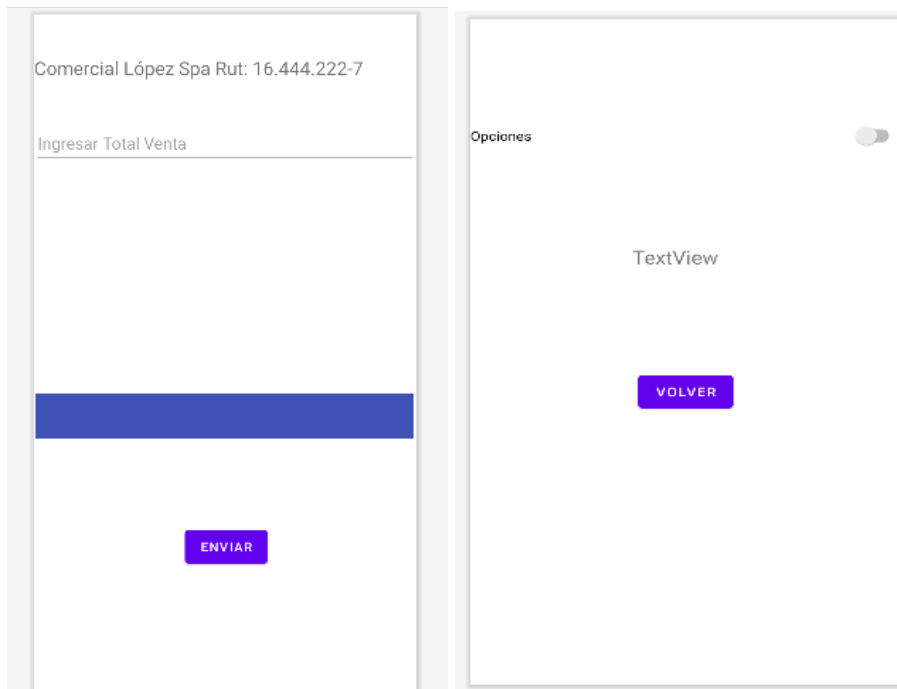 Comercial López Spa Rut: 16.444.222-7
Ingresar Total Venta
ENVIAR
Opciones
TextView
VOLVER